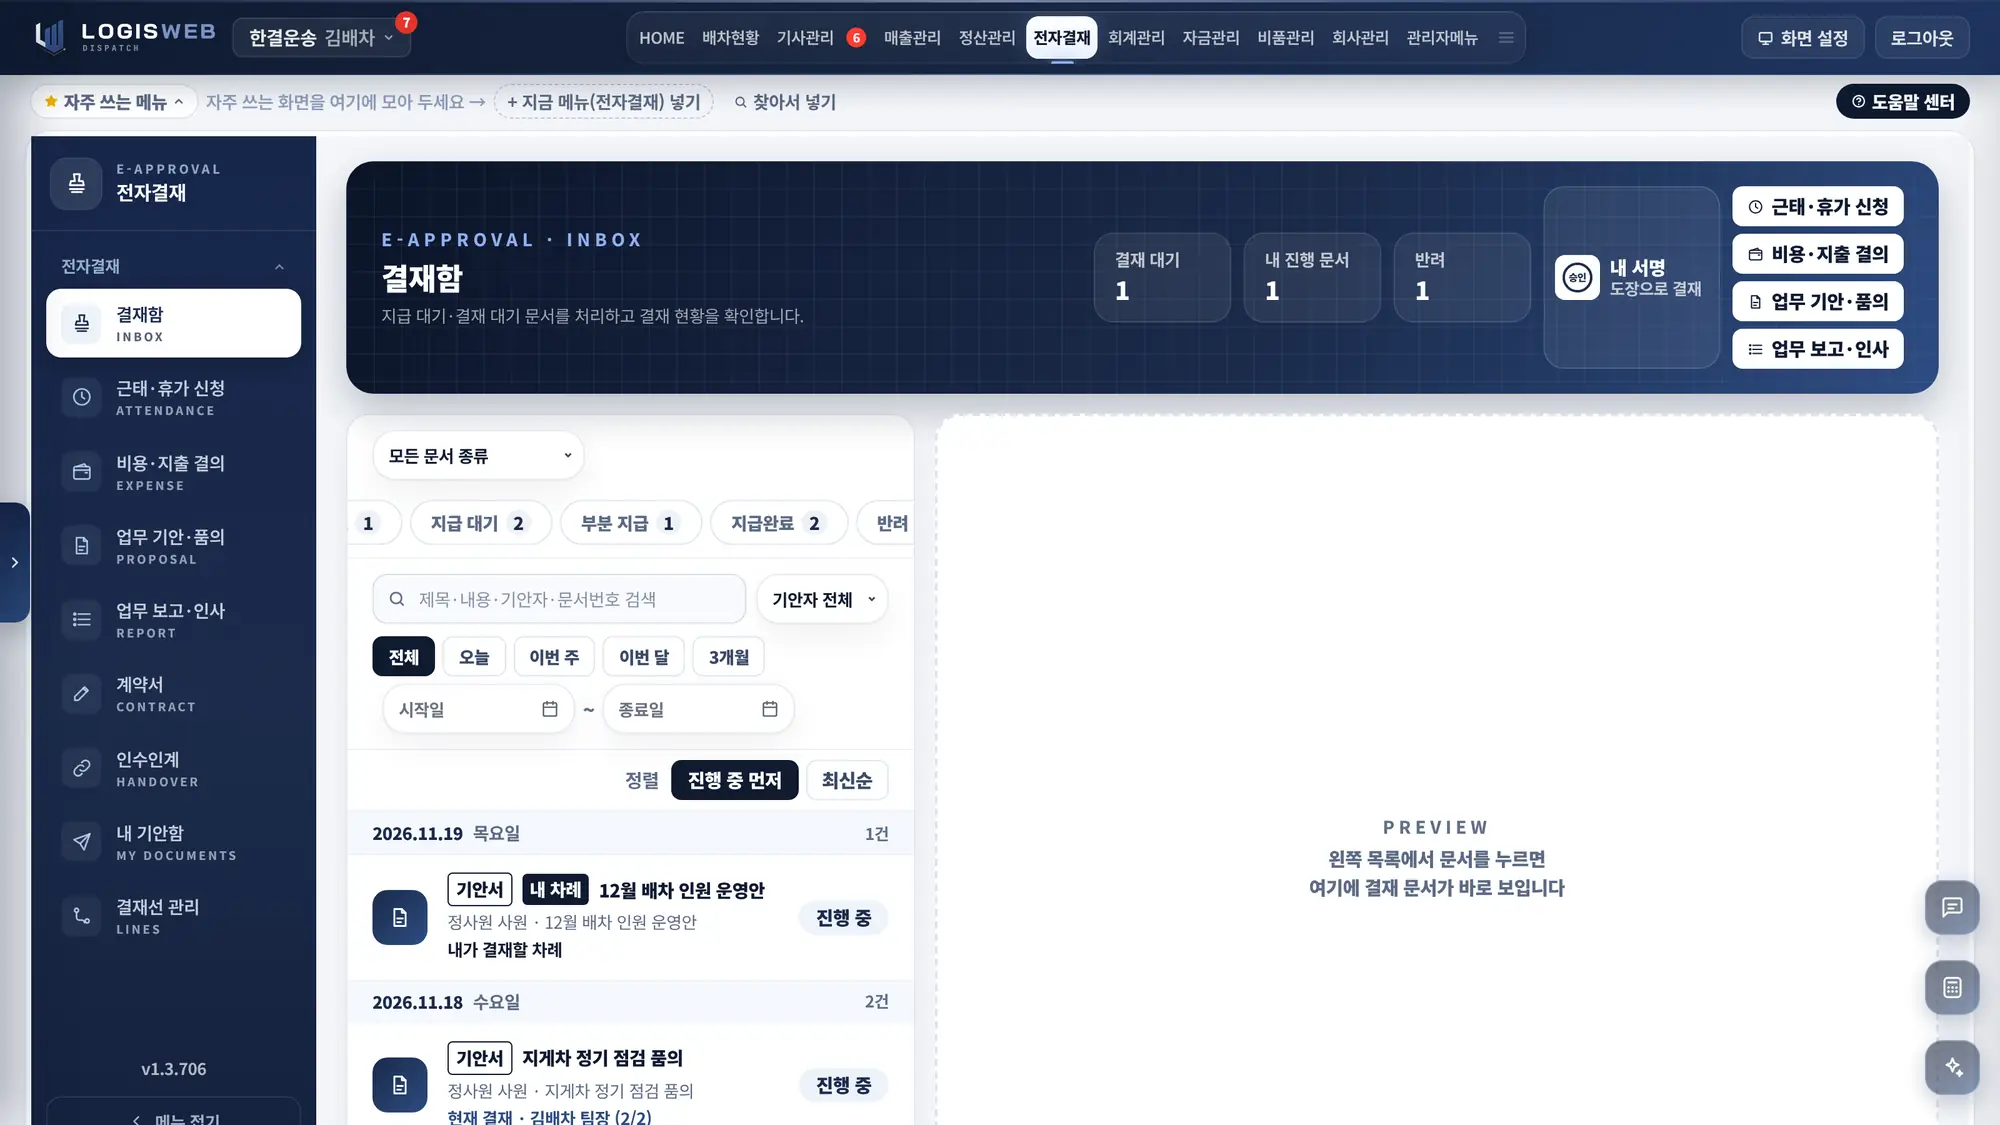 LOGISWEB
DISPATCH
한결운송 김배차
7
HOME
배차현황
기사관리 6
매출관리
정산관리
전자결재
회계관리
자금관리
비품관리
회사관리
관리자메뉴
화면 설정
로그아웃
자주 쓰는 메뉴
자주 쓰는 화면을 여기에 모아 두세요 →
+ 지금 메뉴(전자결재) 넣기
찾아서 넣기
도움말 센터
E-APPROVAL
전자결재
전자결재
결재함
INBOX
근태·휴가 신청
ATTENDANCE
비용·지출 결의
EXPENSE
업무 기안·품의
PROPOSAL
업무 보고·인사
REPORT
계약서
CONTRACT
인수인계
HANDOVER
내 기안함
MY DOCUMENTS
결재선 관리
LINES
v1.3.706
메뉴 접기
E-APPROVAL · INBOX
결재함
지급 대기·결재 대기 문서를 처리하고 결재 현황을 확인합니다.
결재 대기
1
내 진행 문서
1
반려
1
승인
내 서명
도장으로 결재
근태·휴가 신청
비용·지출 결의
업무 기안·품의
업무 보고·인사
모든 문서 종류
1
지급 대기 2
부분 지급 1
지급완료 2
반려
제목·내용·기안자·문서번호 검색
기안자 전체
전체
오늘
이번 주
이번 달
3개월
시작일
~
종료일
정렬
진행 중 먼저
최신순
2026.11.19 목요일
1건
기안서 내 차례 12월 배차 인원 운영안
정사원 사원 · 12월 배차 인원 운영안
내가 결재할 차례
진행 중
2026.11.18 수요일
2건
기안서 지게차 정기 점검 품의
정사원 사원 · 지게차 정기 점검 품의
현재 결재 · 김배차 팀장 (2/2)
진행 중
PREVIEW
왼쪽 목록에서 문서를 누르면
여기에 결재 문서가 바로 보입니다